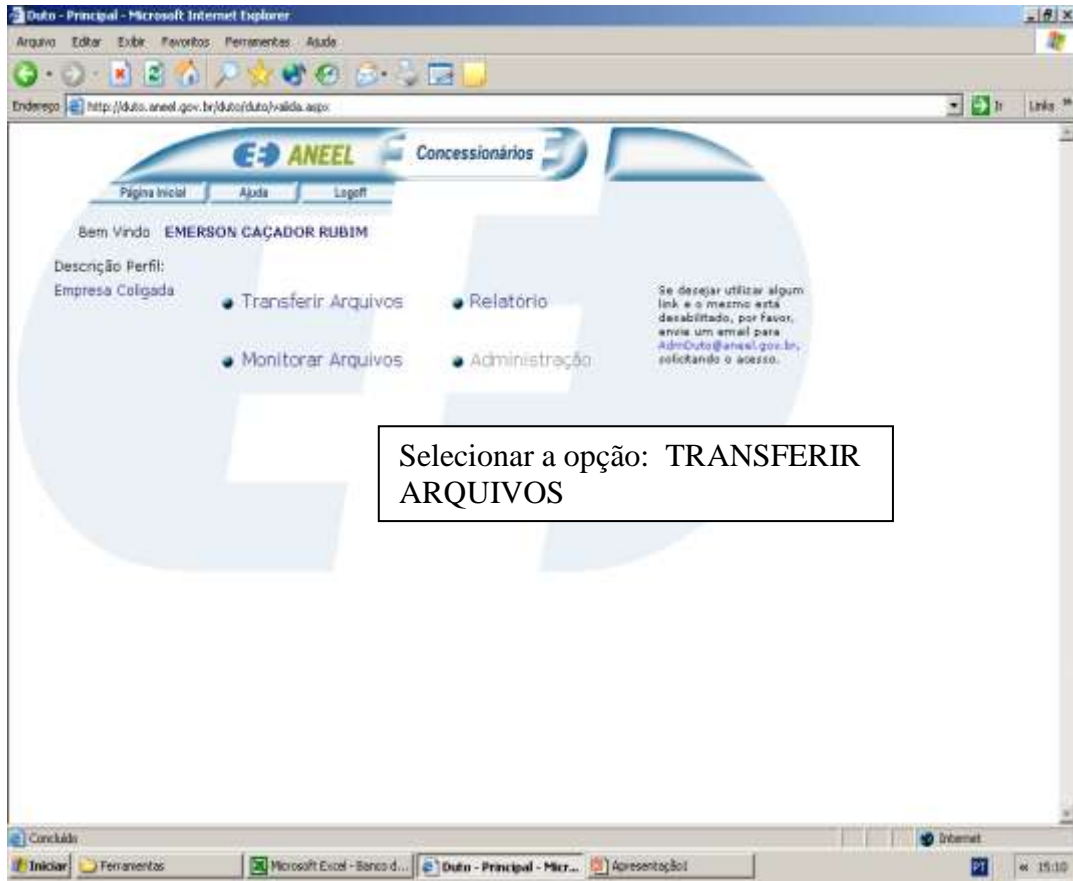 Duto - Principal - Microsoft Internet Explorer
Arquivo Editar Exibir Favoritos Ferramentas Ajuda
Endereço http://duto.aneel.gov.br/duto/duto/valida.aspx Ir Links »
ANEEL Concessionários
Página Inicial Ajuda Logoff
Bem Vindo EMERSON CAÇADOR RUBIM
Descrição Perfil:
Empresa Coligada
Transferir Arquivos
Relatório
Monitorar Arquivos
Administração
Se desejar utilizar algum
link e o mesmo está
desabilitado, por favor,
envie um email para
AdmDuto@aneel.gov.br,
solicitando o acesso.
Selecionar a opção: TRANSFERIR
ARQUIVOS
Concluído Internet
Iniciar Ferramentas Microsoft Excel - Banco d... Duto - Principal - Micr... Apresentação1 PT « 15:10